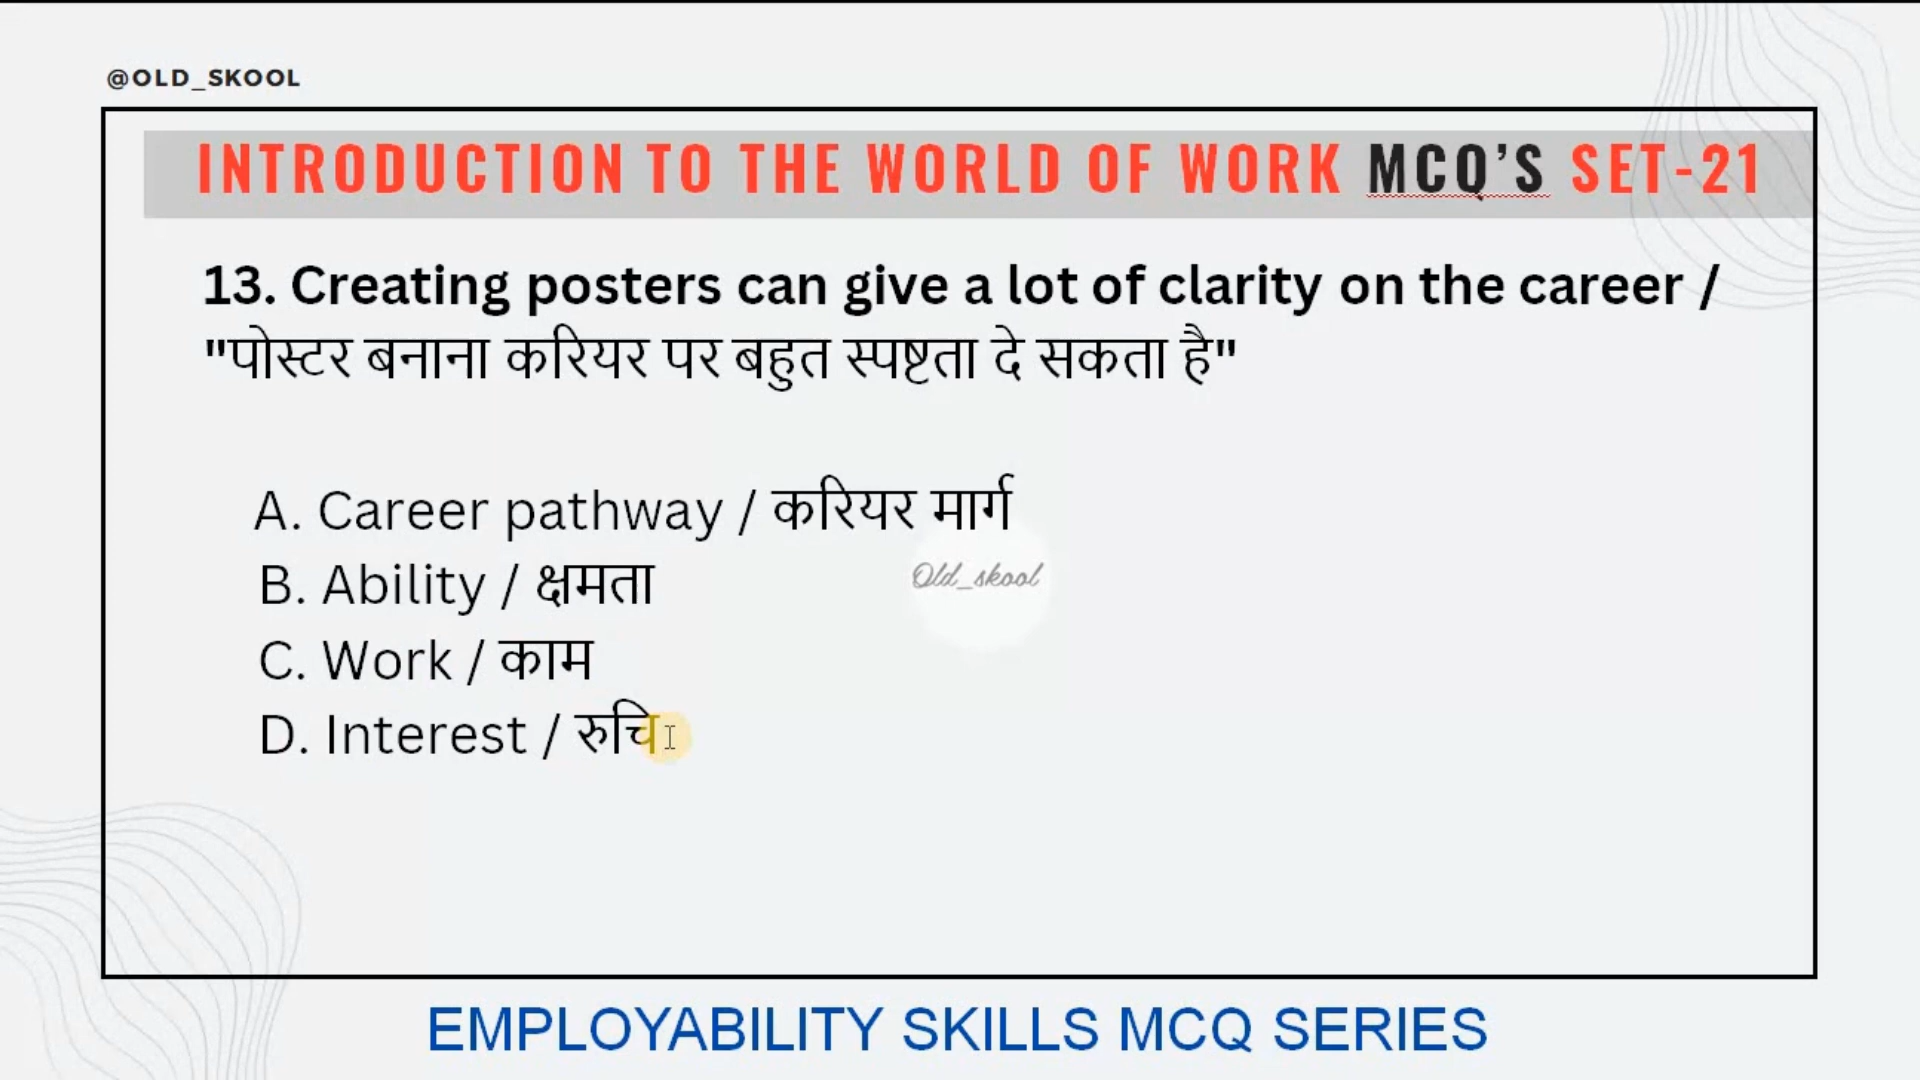 @OLD_SKOOL
INTRODUCTION TO THE WORLD OF WORK MCQ'S SET-21
13. Creating posters can give a lot of clarity on the career /
"पोस्टर बनाना करियर पर बहुत स्पष्टता दे सकता है"
A. Career pathway / करियर मार्ग
Old_skool
B. Ability / क्षमता
C. Work / काम
D. Interest / रुचि
EMPLOYABILITY SKILLS MCQ SERIES